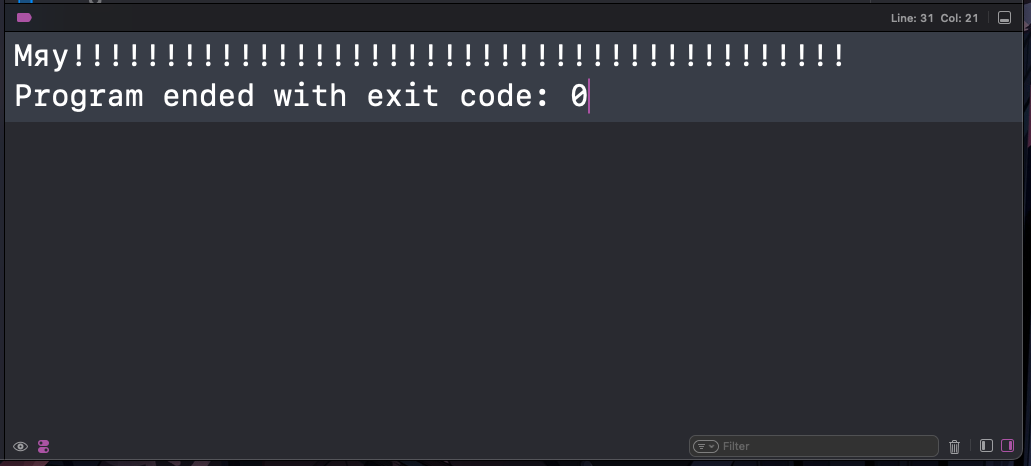 Line: 31 Col: 21
Мяу!!!!!!!!!!!!!!!!!!!!!!!!!!!!!!!!!!!!!!!!!!
Program ended with exit code: 0
Filter